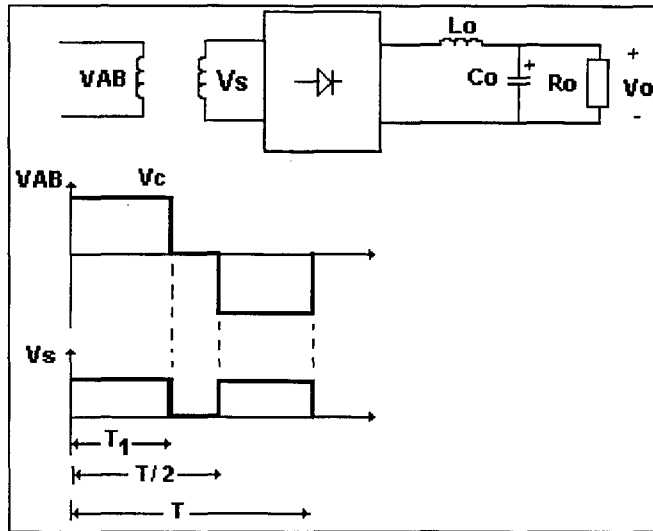 Lo
VAB
Vs
Co
+
Ro
+
Vo
-
VAB
Vc
Vs
T1
T/2
T